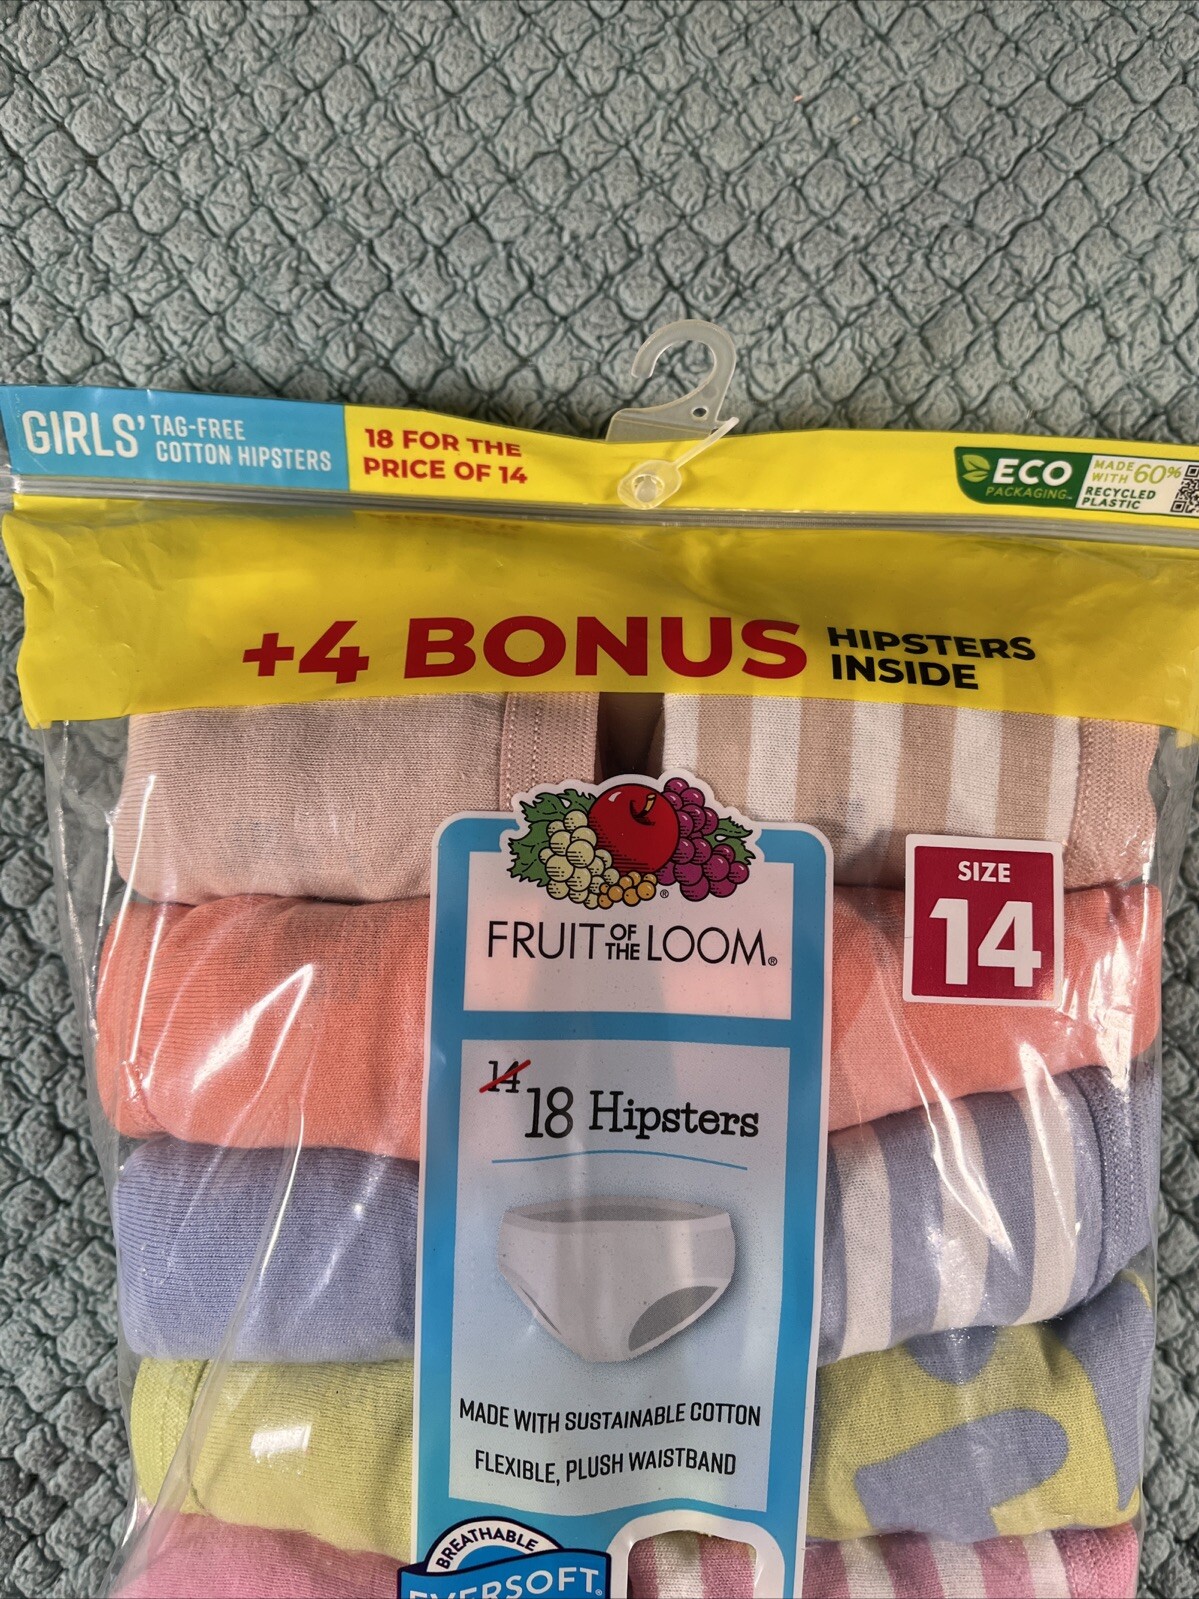 GIRLS' TAG-FREE
COTTON HIPSTERS
18 FOR THE
PRICE OF 14
ECO
PACKAGING™
MADE WITH 60%
RECYCLED
PLASTIC
+4 BONUS HIPSTERS
INSIDE
FRUIT OF THE LOOM®
SIZE
14
14 18 Hipsters
MADE WITH SUSTAINABLE COTTON
FLEXIBLE, PLUSH WAISTBAND
BREATHABLE
EVERSOFT®